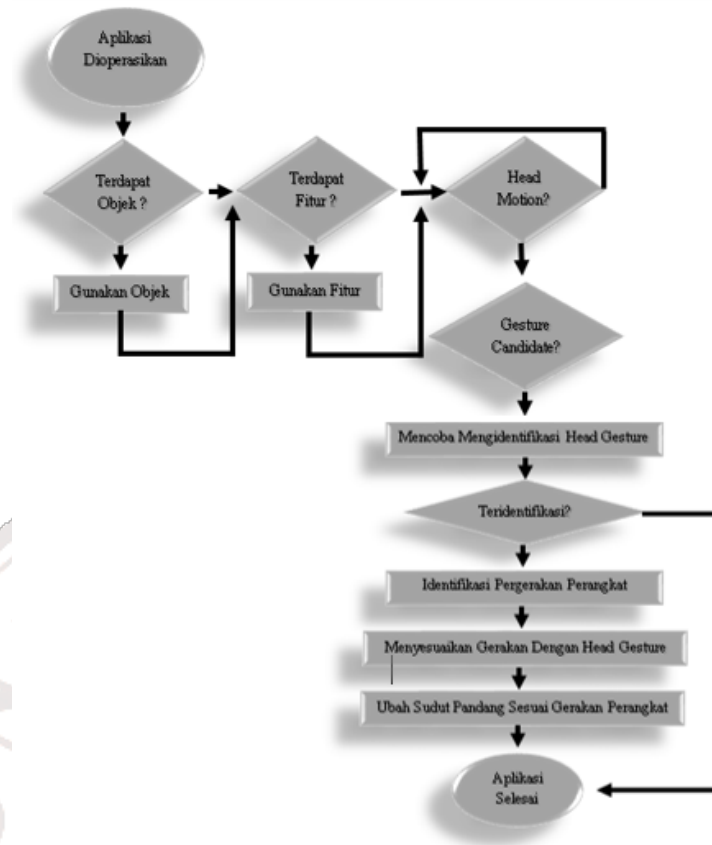 Aplikasi
Dioperasikan
Terdapat
Objek ?
Terdapat
Fitur ?
Head
Motion?
Gunakan Objek
Gunakan Fitur
Gesture
Candidate?
Mencoba Mengidentifikasi Head Gesture
Teridentifikasi?
Identifikasi Pergerakan Perangkat
Menyesuaikan Gerakan Dengan Head Gesture
Ubah Sudut Pandang Sesuai Gerakan Perangkat
Aplikasi
Selesai